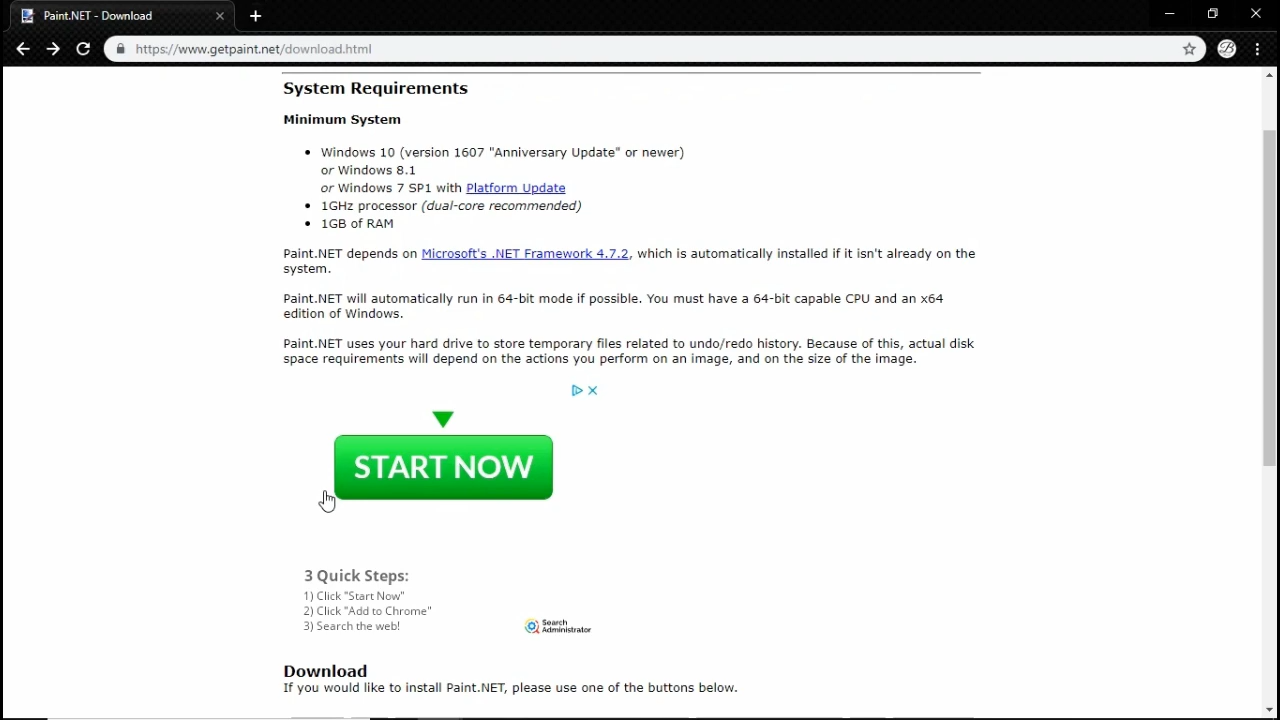 Paint.NET - Download
https://www.getpaint.net/download.html
System Requirements
Minimum System
Windows 10 (version 1607 "Anniversary Update" or newer)
or Windows 8.1
or Windows 7 SP1 with Platform Update
1GHz processor (dual-core recommended)
1GB of RAM
Paint.NET depends on Microsoft's .NET Framework 4.7.2, which is automatically installed if it isn't already on the
system.
Paint.NET will automatically run in 64-bit mode if possible. You must have a 64-bit capable CPU and an x64
edition of Windows.
Paint.NET uses your hard drive to store temporary files related to undo/redo history. Because of this, actual disk
space requirements will depend on the actions you perform on an image, and on the size of the image.
START NOW
3 Quick Steps:
1) Click "Start Now"
2) Click "Add to Chrome"
3) Search the web!
Search
Administrator
Download
If you would like to install Paint.NET, please use one of the buttons below.